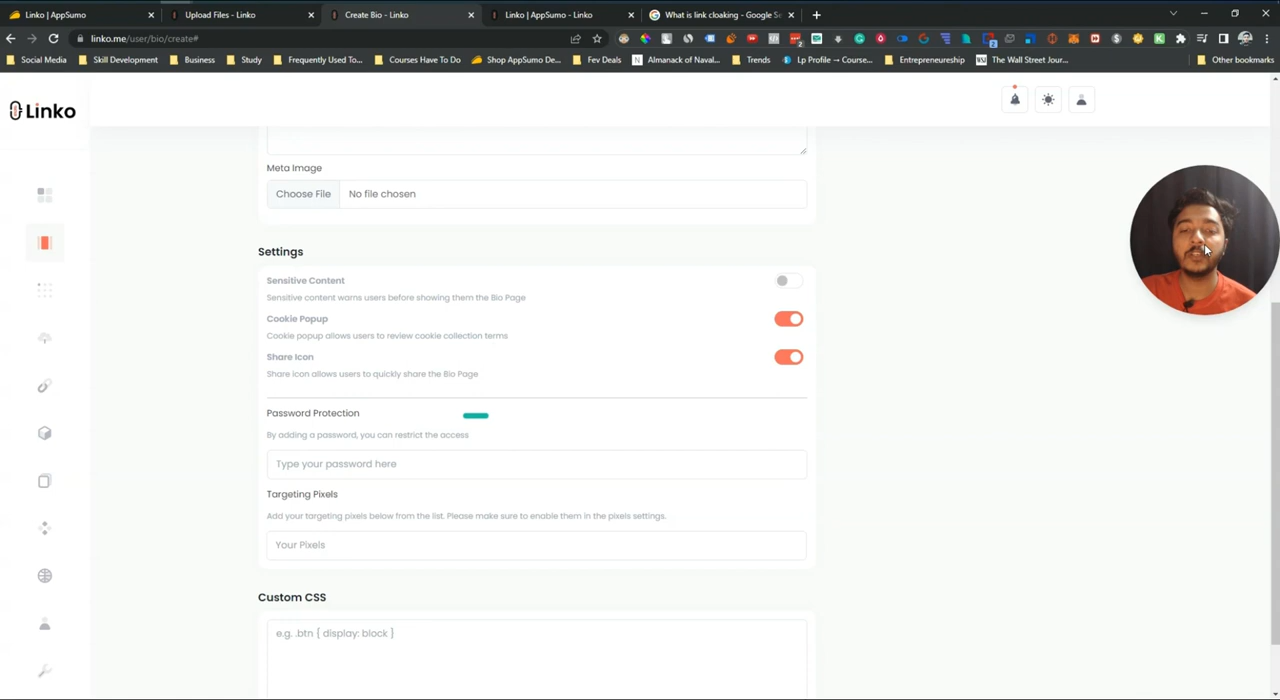 Linko | AppSumo
Upload Files - Linko
Create Bio - Linko
Linko | AppSumo - Linko
What is link cloaking - Google Se
linko.me/user/bio/create#
Social Media
Skill Development
Business
Study
Frequently Used To...
Courses Have To Do
Shop AppSumo De...
Fev Deals
Almanack of Naval...
Trends
Lp Profile → Course...
Entrepreneurship
The Wall Street Jour...
Other bookmarks
Linko
Meta Image
Choose File No file chosen
Settings
Sensitive Content
Sensitive content warns users before showing them the Bio Page
Cookie Popup
Cookie popup allows users to review cookie collection terms
Share Icon
Share icon allows users to quickly share the Bio Page
Password Protection
By adding a password, you can restrict the access
Type your password here
Targeting Pixels
Add your targeting pixels below from the list. Please make sure to enable them in the pixels settings.
Your Pixels
Custom CSS
e.g. .btn { display: block }